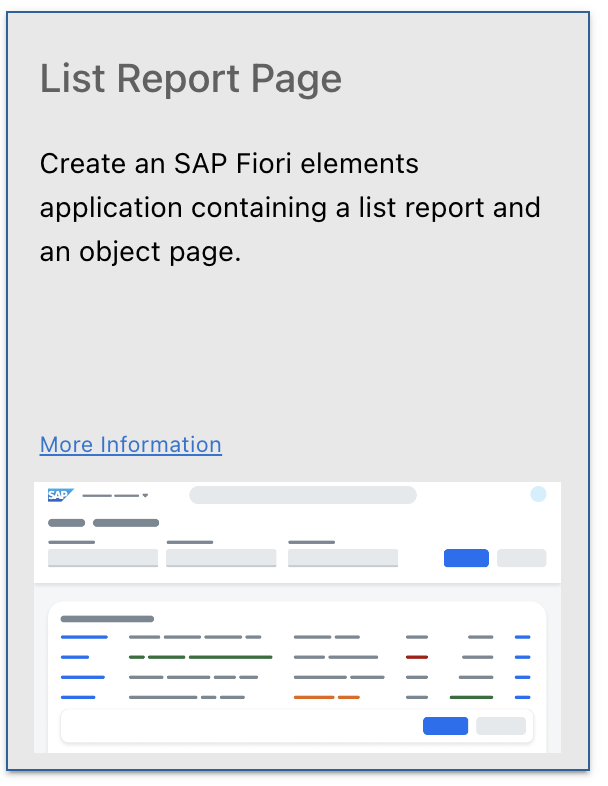 List Report Page
Create an SAP Fiori elements
application containing a list report and
an object page.
More Information
SAP